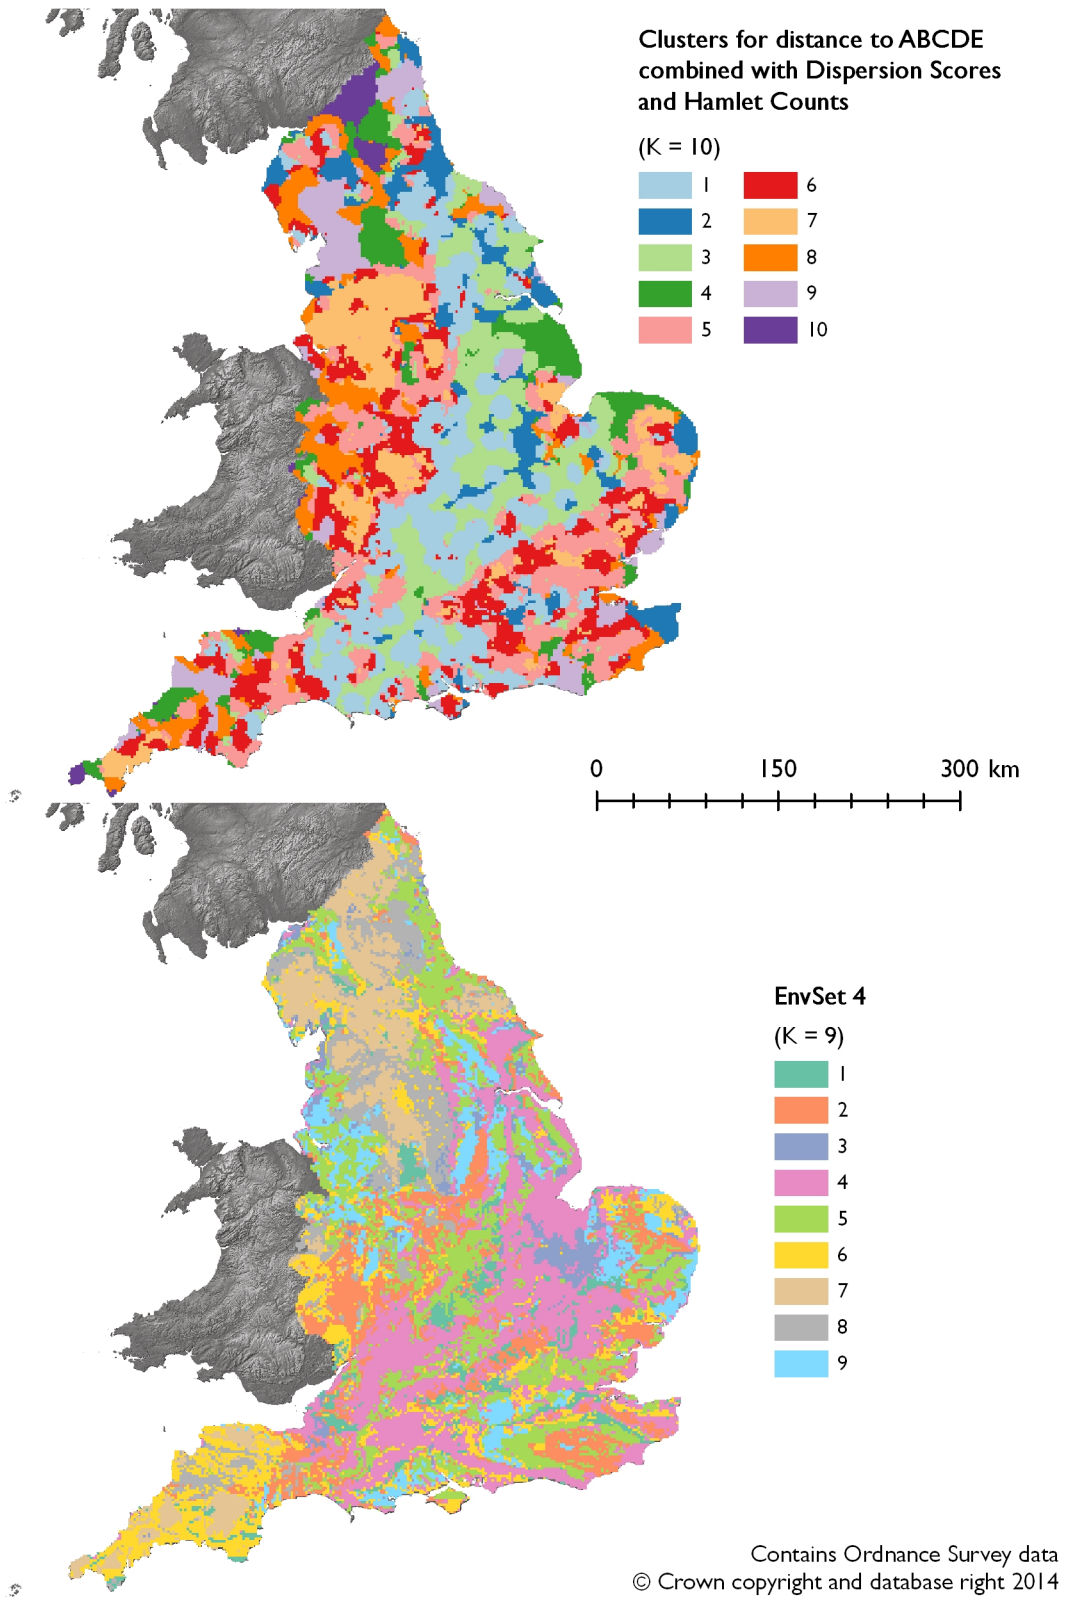 Clusters for distance to ABCDE
combined with Dispersion Scores
and Hamlet Counts
(K = 10)
1 6
2 7
3 8
4 9
5 10
0 150 300 km
EnvSet 4
(K = 9)
1
2
3
4
5
6
7
8
9
Contains Ordnance Survey data
© Crown copyright and database right 2014